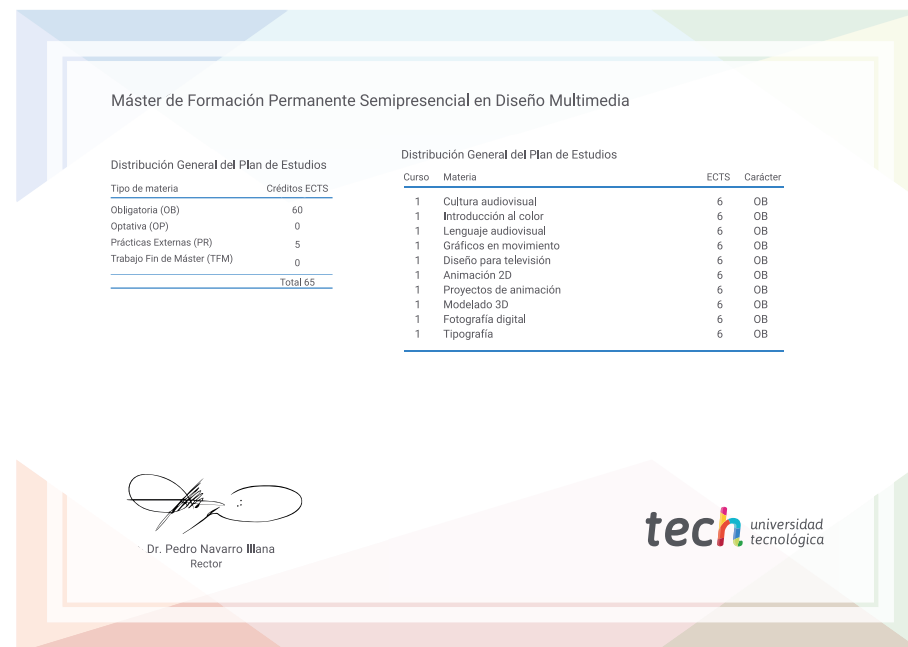 Máster de Formación Permanente Semipresencial en Diseño Multimedia
Distribución General del Plan de Estudios
Tipo de materia Créditos ECTS
Obligatoria (OB) 60
Optativa (OP) 0
Prácticas Externas (PR) 5
Trabajo Fin de Máster (TFM) 0
Total 65
Distribución General del Plan de Estudios
Curso Materia ECTS Carácter
1 Cultura audiovisual 6 OB
1 Introducción al color 6 OB
1 Lenguaje audiovisual 6 OB
1 Gráficos en movimiento 6 OB
1 Diseño para televisión 6 OB
1 Animación 2D 6 OB
1 Proyectos de animación 6 OB
1 Modelado 3D 6 OB
1 Fotografía digital 6 OB
1 Tipografía 6 OB
Dr. Pedro Navarro Illana
Rector
tech universidad
tecnológica